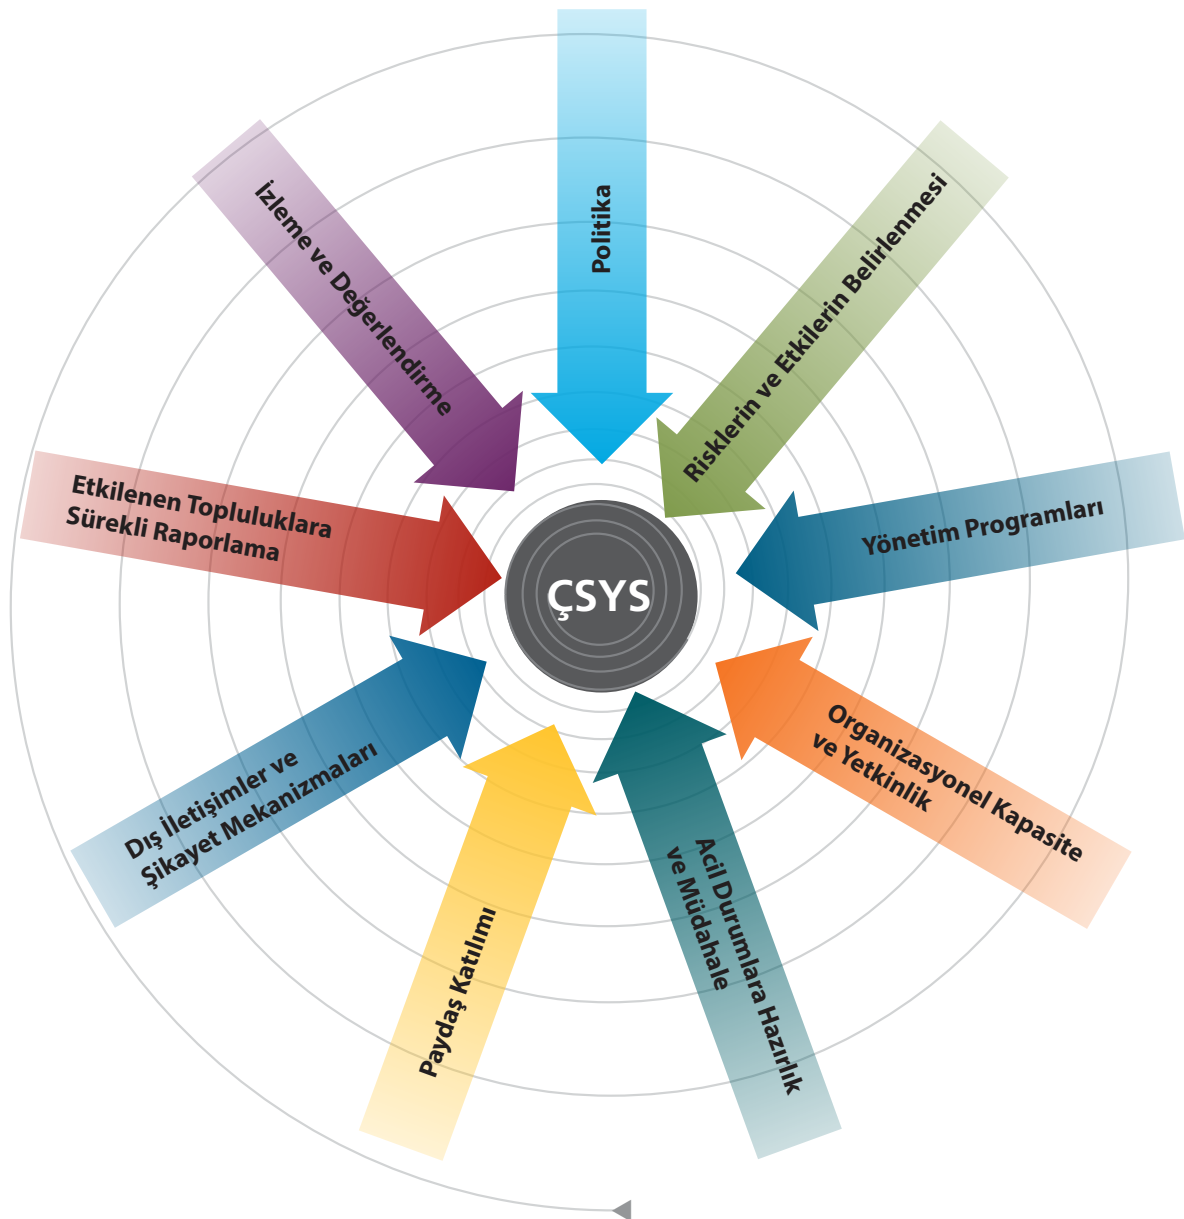 Politika
Risklerin ve Etkilerin Belirlenmesi
Yönetim Programları
Organizasyonel Kapasite
ve Yetkinlik
Acil Durumlara Hazırlık
ve Müdahale
Paydaş Katılımı
Dış İletişimler ve
Şikayet Mekanizmaları
Etkilenen Topluluklara
Sürekli Raporlama
İzleme ve Değerlendirme
ÇSYS